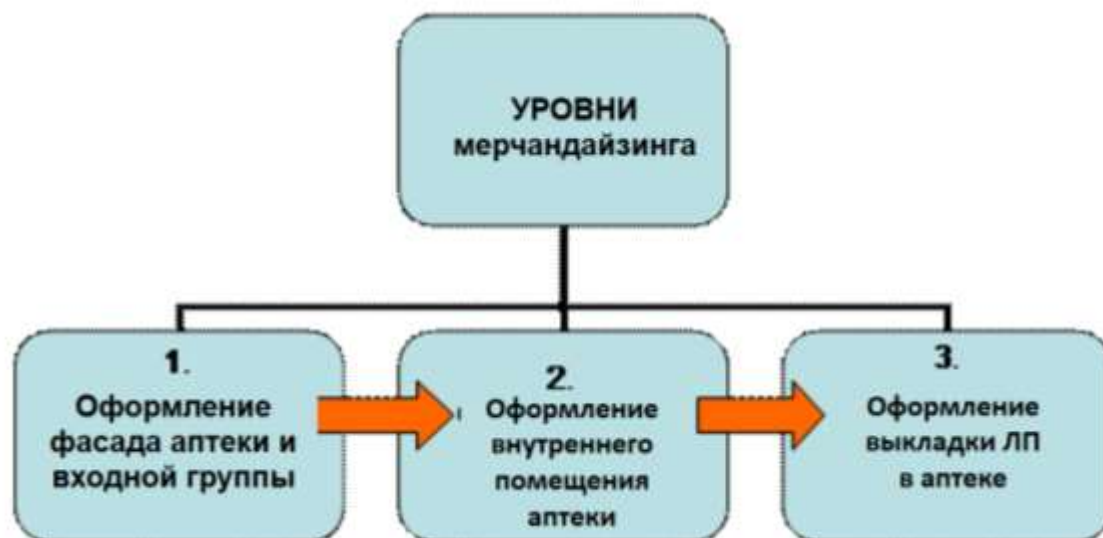 УРОВНИ
мерчандайзинга
1.
Оформление
фасада аптеки и
входной группы
2.
Оформление
внутреннего
помещения
аптеки
3.
Оформление
выкладки ЛП
в аптеке